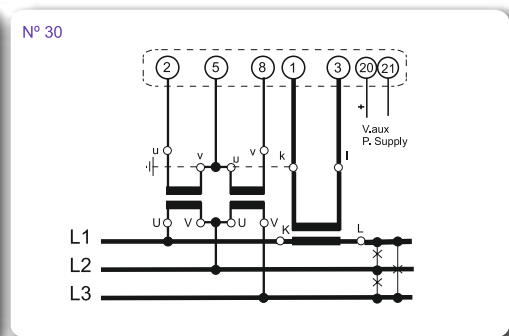 Nº 30
2 5 8 1 3 20 21
+
V.aux
P. Supply
u v u v k l
U V U V K L
L1
L2
L3